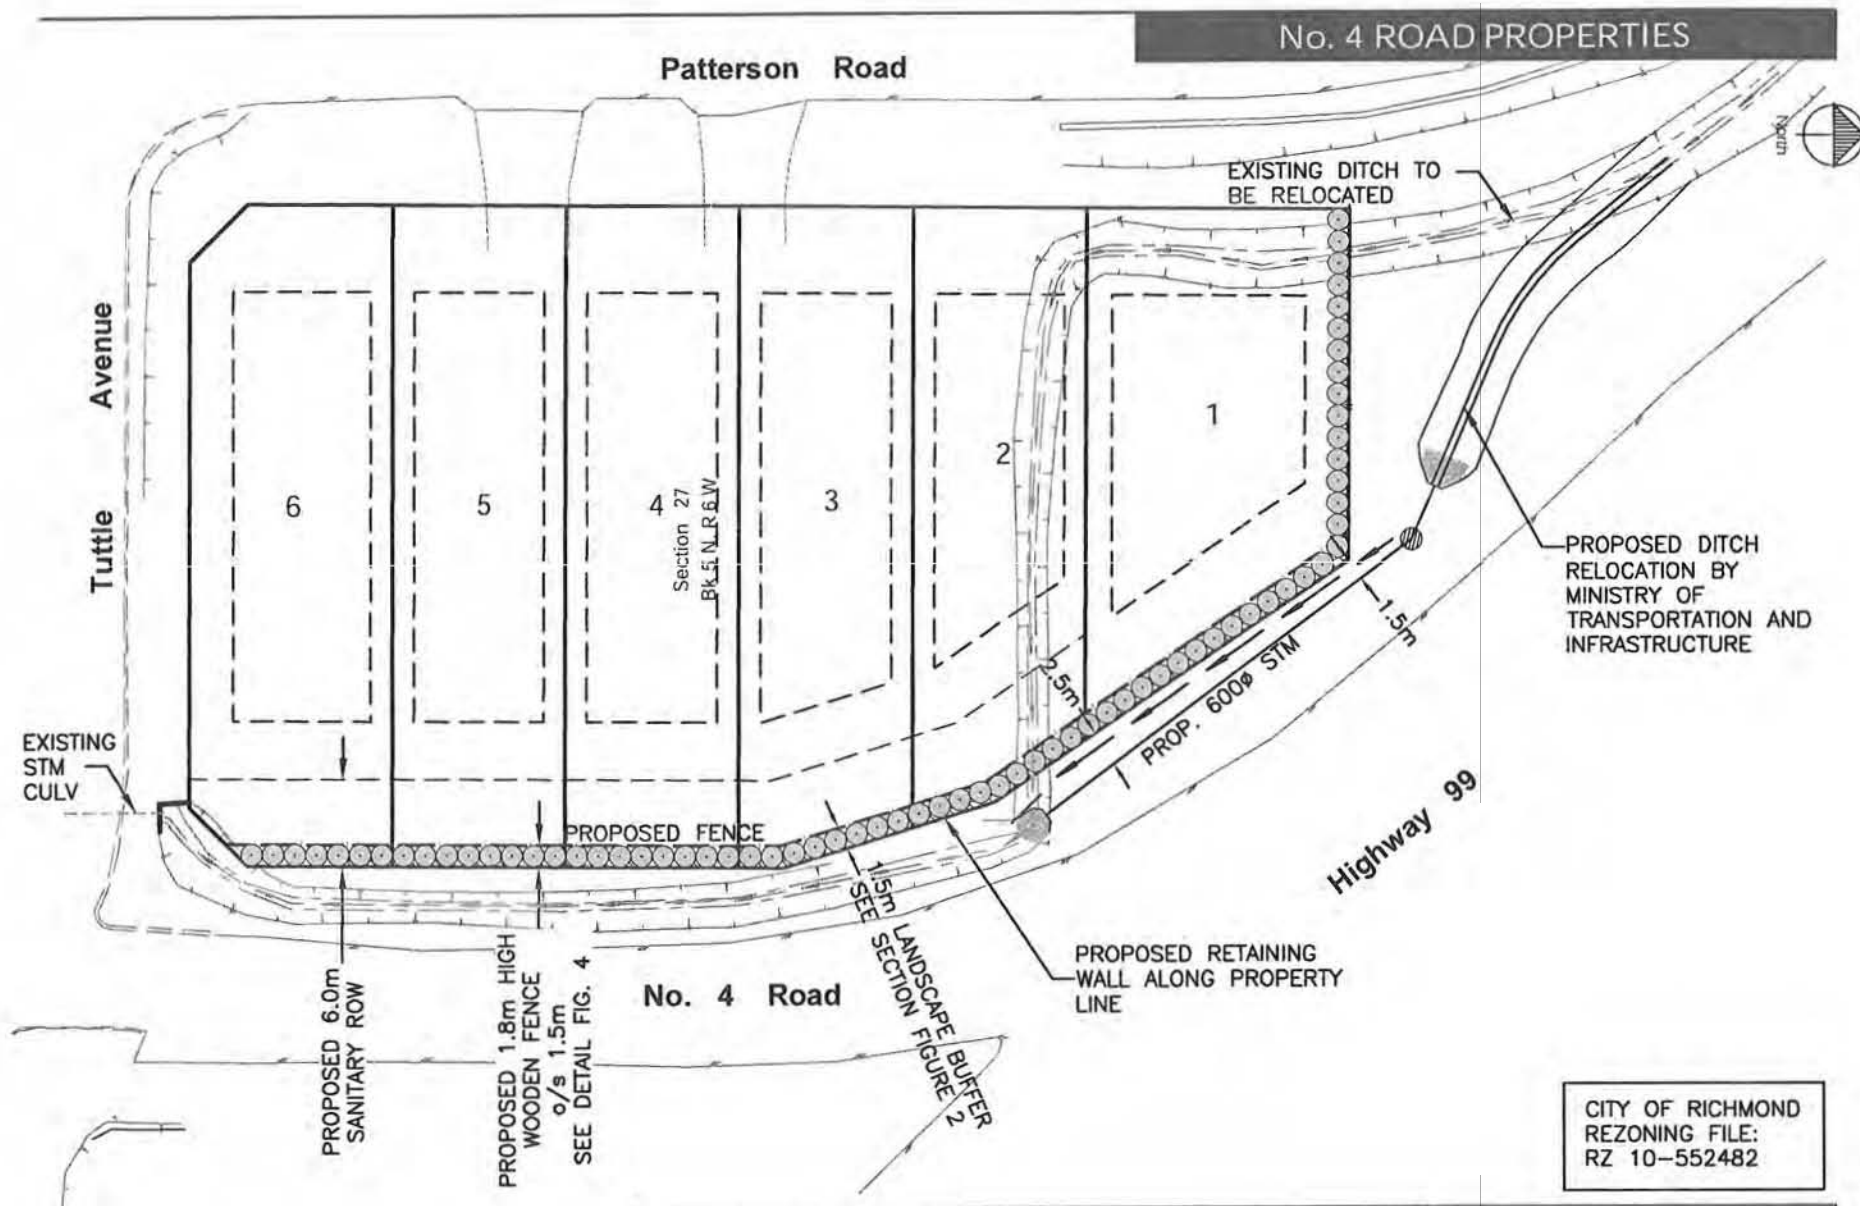 No. 4 ROAD PROPERTIES
Patterson Road
North
EXISTING DITCH TO
BE RELOCATED
Tuttle Avenue
1
2
3
4
5
6
Section 27
Bk 5 N R 6 W
PROPOSED DITCH
RELOCATION BY
MINISTRY OF
TRANSPORTATION AND
INFRASTRUCTURE
1.5m
2.5m
PROP. 600ø STM
EXISTING
STM
CULV
PROPOSED FENCE
Highway 99
1.5m LANDSCAPE BUFFER
SEE SECTION FIGURE 2
PROPOSED RETAINING
WALL ALONG PROPERTY
LINE
No. 4 Road
PROPOSED 6.0m
SANITARY ROW
PROPOSED 1.8m HIGH
WOODEN FENCE
o/s 1.5m
SEE DETAIL FIG. 4
CITY OF RICHMOND
REZONING FILE:
RZ 10-552482